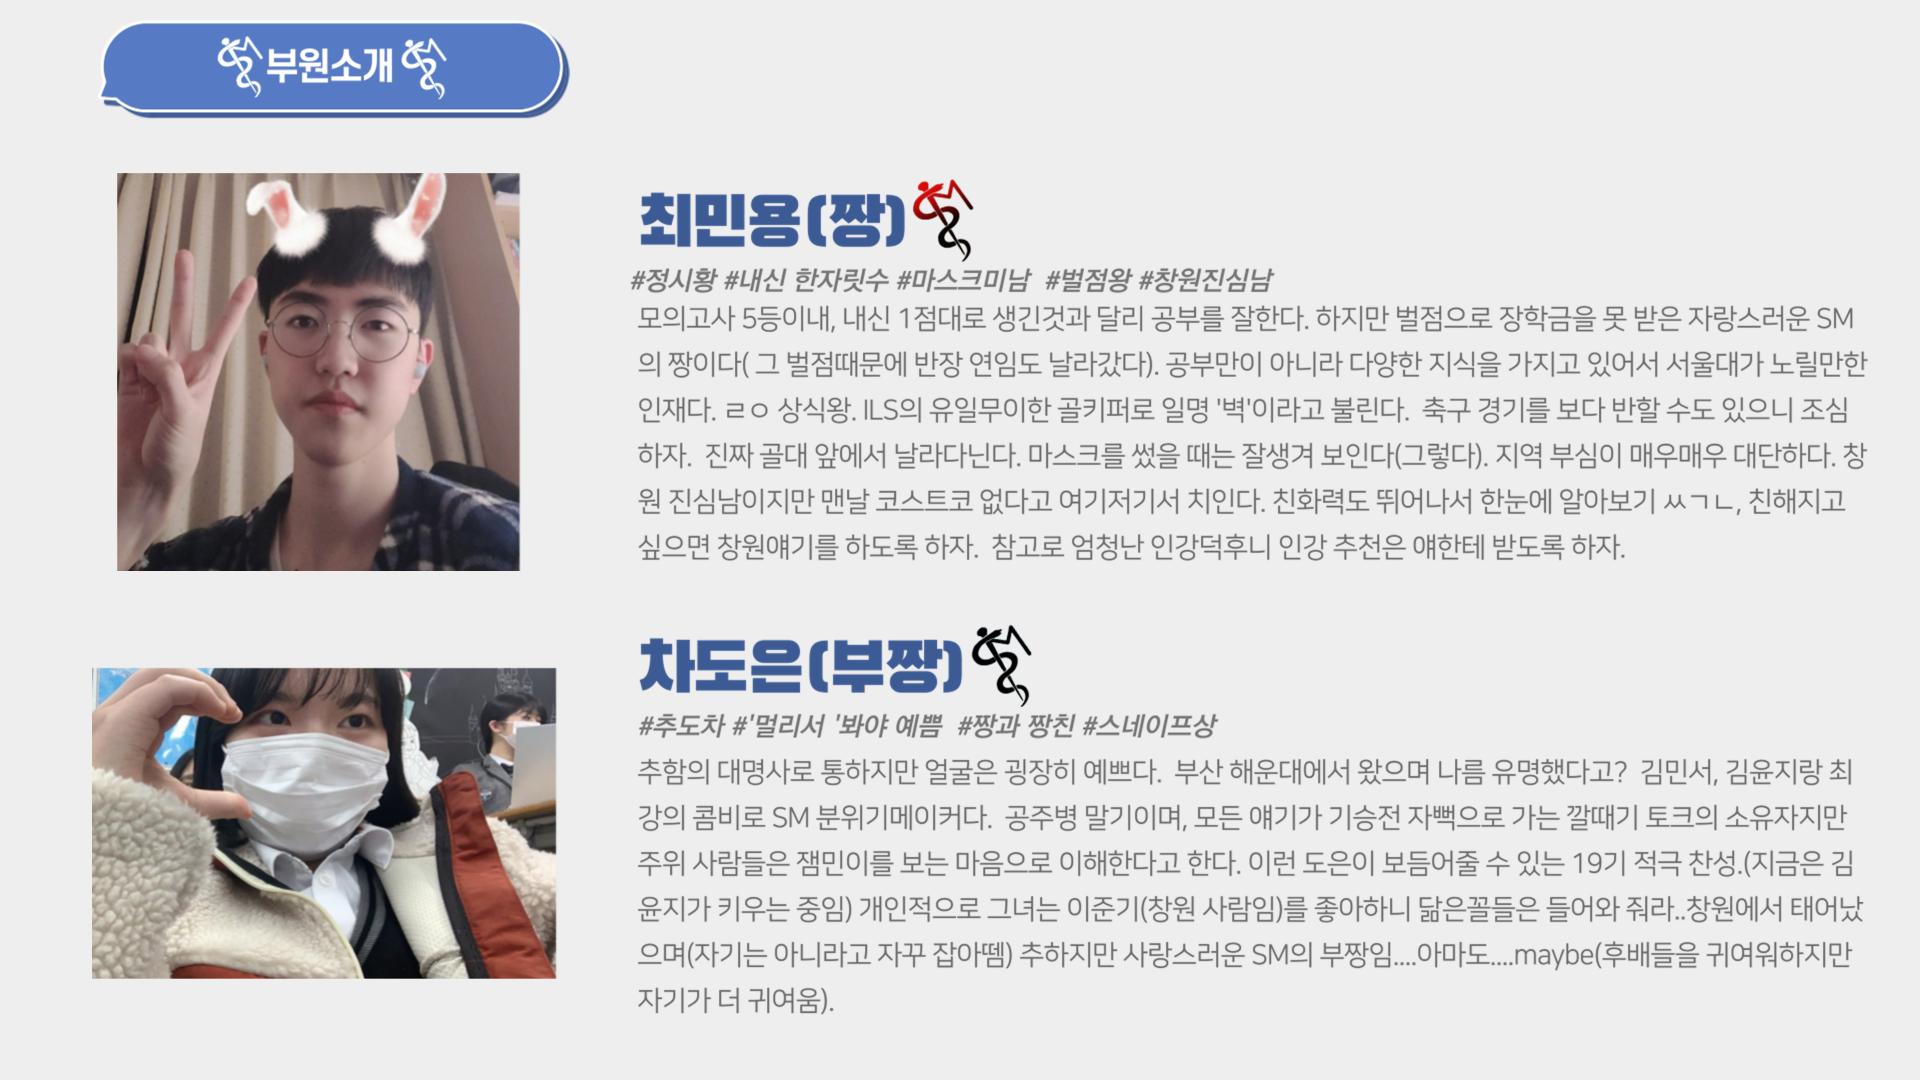 부원소개
최민용(짱)
#정시황 #내신 한자릿수 #마스크미남 #벌점왕 #창원진심남
모의고사 5등이내, 내신 1점대로 생긴것과 달리 공부를 잘한다. 하지만 벌점으로 장학금을 못 받은 자랑스러운 SM
의 짱이다( 그 벌점때문에 반장 연임도 날라갔다). 공부만이 아니라 다양한 지식을 가지고 있어서 서울대가 노릴만한
인재다. ㄹㅇ 상식왕. ILS의 유일무이한 골키퍼로 일명 '벽'이라고 불린다. 축구 경기를 보다 반할 수도 있으니 조심
하자. 진짜 골대 앞에서 날라다닌다. 마스크를 썼을 때는 잘생겨 보인다(그렇다). 지역 부심이 매우매우 대단하다. 창
원 진심남이지만 맨날 코스트코 없다고 여기저기서 치인다. 친화력도 뛰어나서 한눈에 알아보기 ㅆㄱㄴ, 친해지고
싶으면 창원얘기를 하도록 하자. 참고로 엄청난 인강덕후니 인강 추천은 얘한테 받도록 하자.
차도은(부짱)
#추도차 #'멀리서 '봐야 예쁨 #짱과 짱친 #스네이프상
추함의 대명사로 통하지만 얼굴은 굉장히 예쁘다. 부산 해운대에서 왔으며 나름 유명했다고? 김민서, 김윤지랑 최
강의 콤비로 SM 분위기메이커다. 공주병 말기이며, 모든 얘기가 기승전 자뻑으로 가는 깔때기 토크의 소유자지만
주위 사람들은 잼민이를 보는 마음으로 이해한다고 한다. 이런 도은이 보듬어줄 수 있는 19기 적극 찬성.(지금은 김
윤지가 키우는 중임) 개인적으로 그녀는 이준기(창원 사람임)를 좋아하니 닮은꼴들은 들어와 줘라..창원에서 태어났
으며(자기는 아니라고 자꾸 잡아뗌) 추하지만 사랑스러운 SM의 부짱임....아마도....maybe(후배들을 귀여워하지만
자기가 더 귀여움).